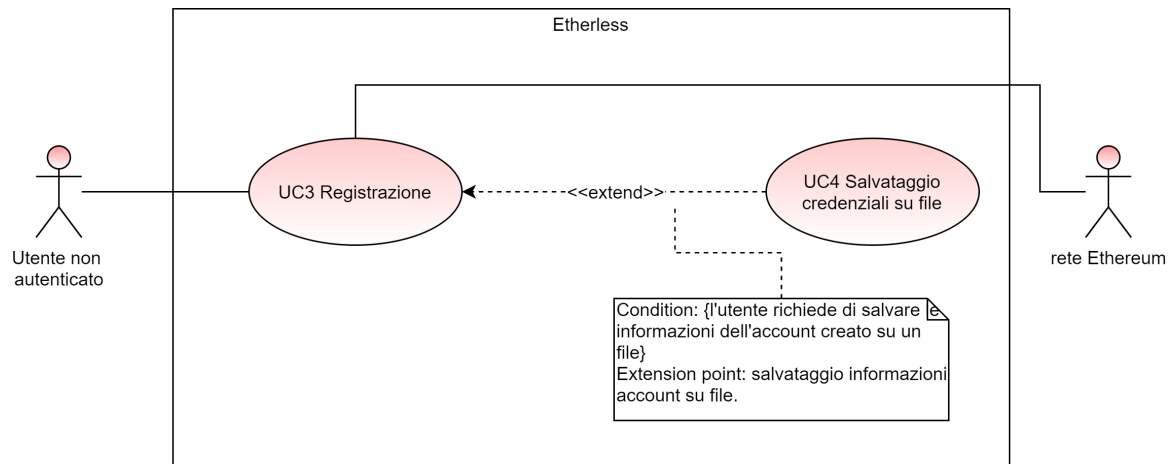 Etherless
UC3 Registrazione
<<extend>>
UC4 Salvataggio
credenziali su file
Utente non
autenticato
rete Ethereum
Condition: {l'utente richiede di salvare e
informazioni dell'account creato su un
file}
Extension point: salvataggio informazioni
account su file.